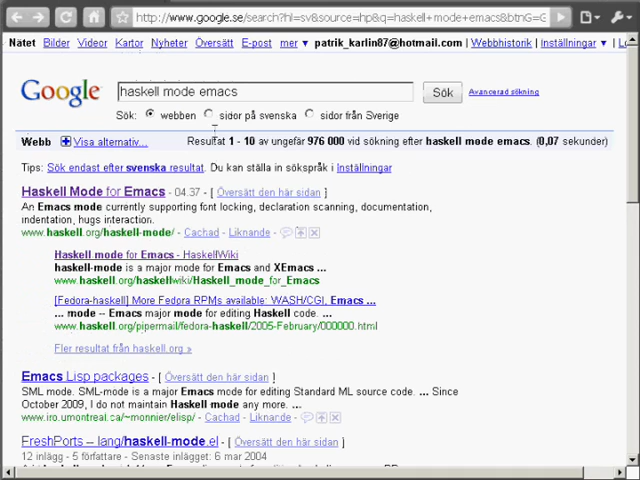 http://www.google.se/search?hl=sv&source=hp&q=haskell+mode+emacs&btnG=G
Nätet Bilder Videor Kartor Nyheter Översätt E-post mer ▼ patrik_karlin87@hotmail.com | Webbhistorik | Inställningar ▼
Google haskell mode emacs Sök Avancerad sökning
Sök: webben sidor på svenska sidor från Sverige
Webb Visa alternativ... Resultat 1 - 10 av ungefär 976 000 vid sökning efter haskell mode emacs. (0,07 sekunder)
Tips: Sök endast efter svenska resultat. Du kan ställa in sökspråk i Inställningar
Haskell Mode for Emacs - 04.37 - [ Översätt den här sidan ]
An Emacs mode currently supporting font locking, declaration scanning, documentation,
indentation, hugs interaction.
www.haskell.org/haskell-mode/ - Cachad - Liknande -
Haskell mode for Emacs - HaskellWiki
haskell-mode is a major mode for Emacs and XEmacs ...
www.haskell.org/haskellwiki/Haskell_mode_for_Emacs
[Fedora-haskell] More Fedora RPMs available: WASH/CGI, Emacs ...
... mode -- Emacs major mode for editing Haskell code. ...
www.haskell.org/pipermail/fedora-haskell/2005-February/000000.html
Fler resultat från haskell.org »
Emacs Lisp packages - [ Översätt den här sidan ]
SML mode. SML-mode is a major Emacs mode for editing Standard ML source code. ... Since
October 2009, I do not maintain Haskell mode any more. ...
www.iro.umontreal.ca/~monnier/elisp/ - Cachad - Liknande -
FreshPorts -- lang/haskell-mode.el - [ Översätt den här sidan ]
12 inlägg - 5 författare - Senaste inlägget: 6 mar 2004